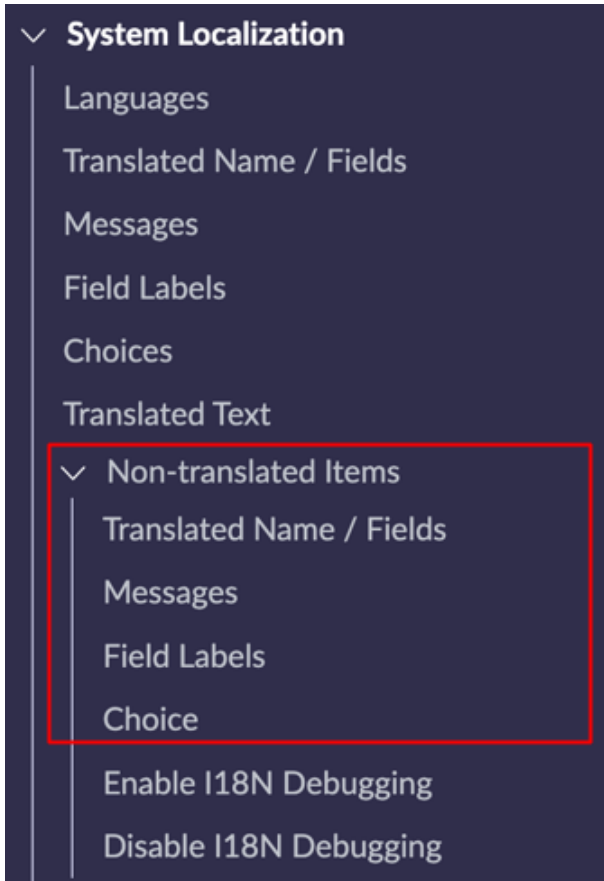 System Localization
Languages
Translated Name / Fields
Messages
Field Labels
Choices
Translated Text
Non-translated Items
Translated Name / Fields
Messages
Field Labels
Choice
Enable I18N Debugging
Disable I18N Debugging